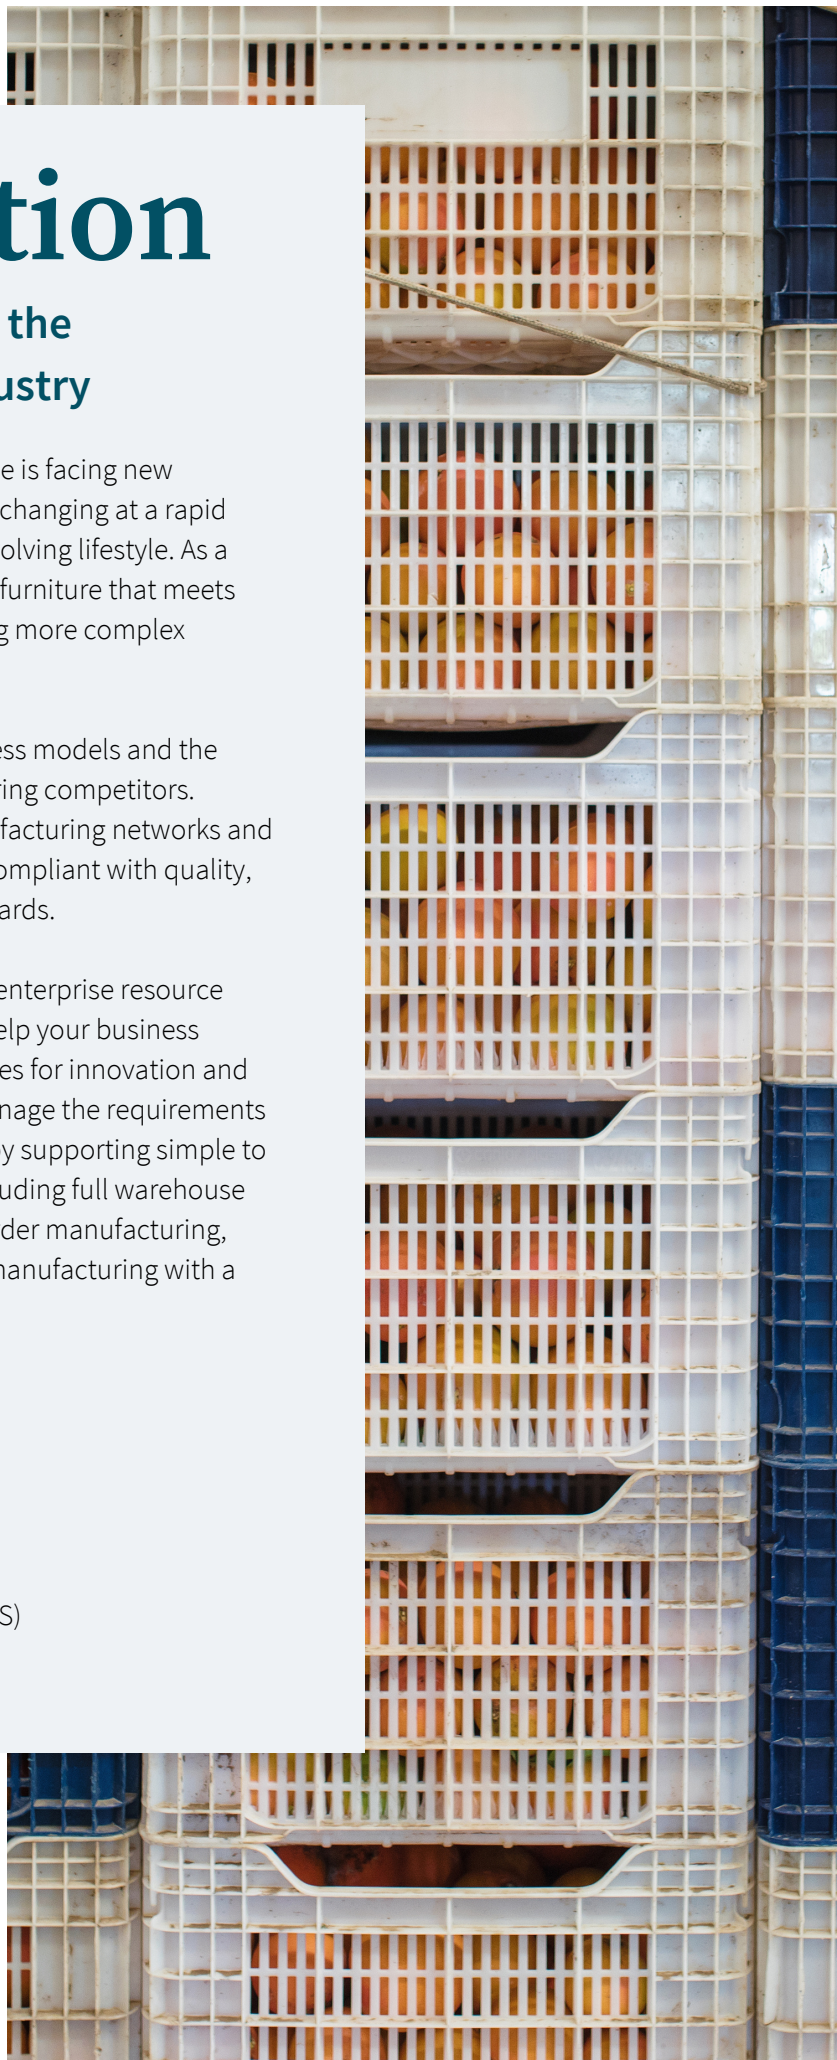 tion
the
ustry
e is facing new
changing at a rapid
olving lifestyle. As a
furniture that meets
g more complex
ess models and the
ring competitors.
facturing networks and
ompliant with quality,
ards.
enterprise resource
elp your business
es for innovation and
nage the requirements
by supporting simple to
uding full warehouse
der manufacturing,
manufacturing with a
S)